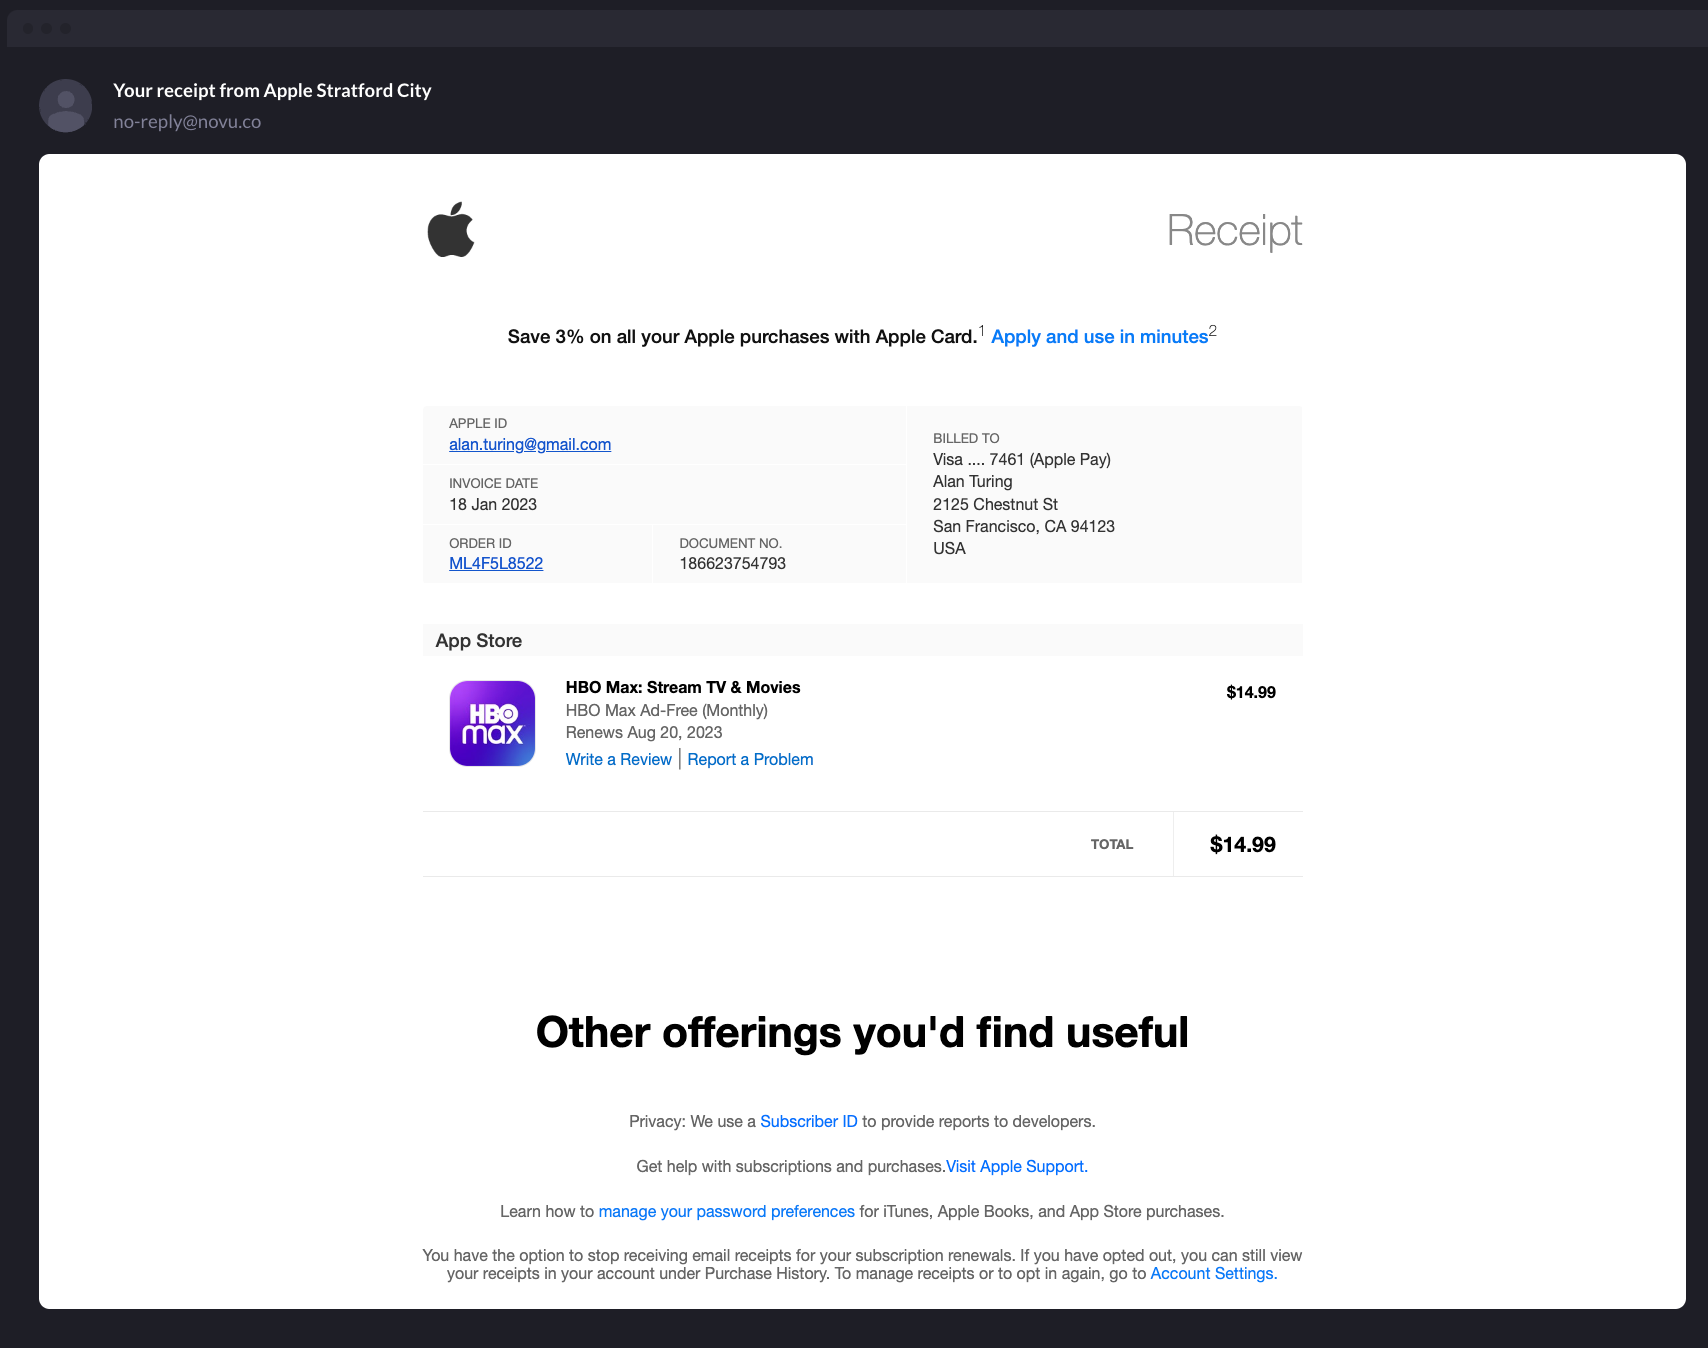 Your receipt from Apple Stratford City
no-reply@novu.co
Receipt
Save 3% on all your Apple purchases with Apple Card.1 Apply and use in minutes2
APPLE ID
alan.turing@gmail.com
INVOICE DATE
18 Jan 2023
ORDER ID
ML4F5L8522
DOCUMENT NO.
186623754793
BILLED TO
Visa .... 7461 (Apple Pay)
Alan Turing
2125 Chestnut St
San Francisco, CA 94123
USA
App Store
HBO
max
HBO Max: Stream TV & Movies
HBO Max Ad-Free (Monthly)
Renews Aug 20, 2023
Write a Review | Report a Problem
$14.99
TOTAL
$14.99
Other offerings you'd find useful
Privacy: We use a Subscriber ID to provide reports to developers.
Get help with subscriptions and purchases.Visit Apple Support.
Learn how to manage your password preferences for iTunes, Apple Books, and App Store purchases.
You have the option to stop receiving email receipts for your subscription renewals. If you have opted out, you can still view
your receipts in your account under Purchase History. To manage receipts or to opt in again, go to Account Settings.